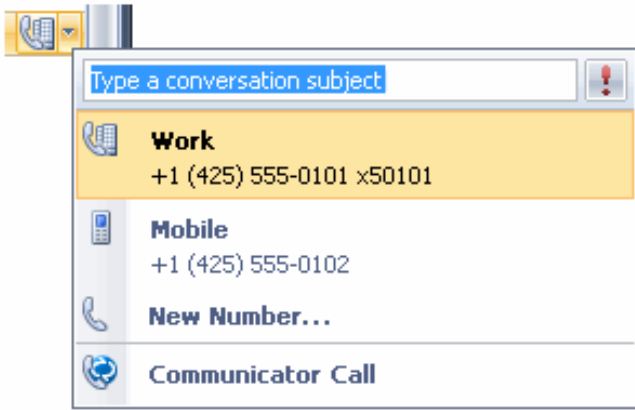 Type a conversation subject
Work
+1 (425) 555-0101 x50101
Mobile
+1 (425) 555-0102
New Number...
Communicator Call